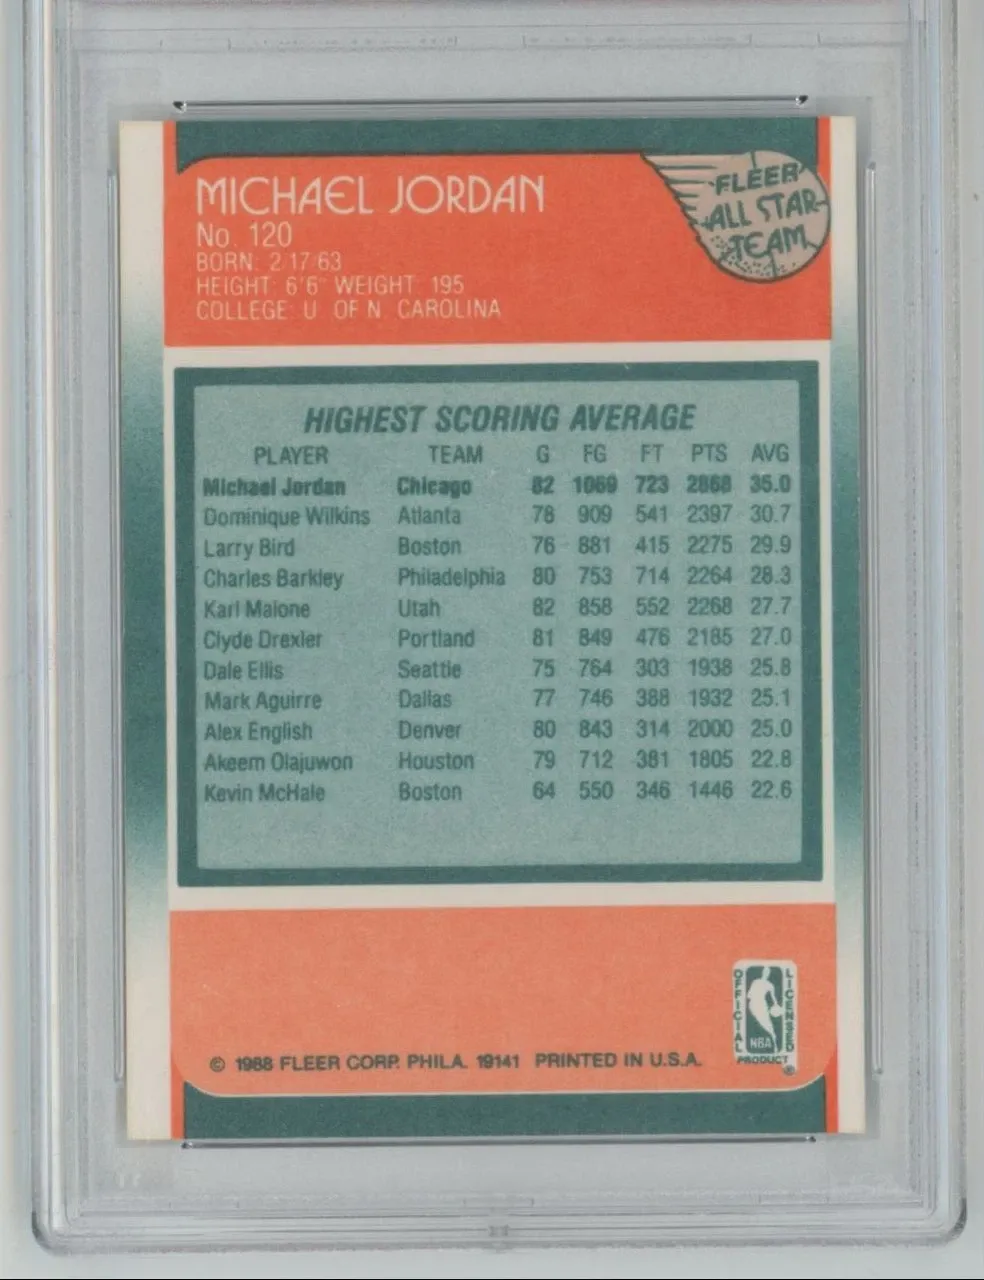 FLEER
ALL STAR
TEAM
MICHAEL JORDAN
No. 120
BORN: 2/17/63
HEIGHT: 6'6" WEIGHT: 195
COLLEGE: U. OF N. CAROLINA
HIGHEST SCORING AVERAGE
PLAYER TEAM G FG FT PTS AVG
Michael Jordan Chicago 82 1069 723 2868 35.0
Dominique Wilkins Atlanta 78 909 541 2397 30.7
Larry Bird Boston 76 881 415 2275 29.9
Charles Barkley Philadelphia 80 753 714 2264 28.3
Karl Malone Utah 82 858 552 2268 27.7
Clyde Drexler Portland 81 849 476 2185 27.0
Dale Ellis Seattle 75 764 303 1938 25.8
Mark Aguirre Dallas 77 746 388 1932 25.1
Alex English Denver 80 843 314 2000 25.0
Akeem Olajuwon Houston 79 712 381 1805 22.8
Kevin McHale Boston 64 550 346 1446 22.6
OFFICIAL LICENSED
NBA
PRODUCT ®
© 1988 FLEER CORP. PHILA. 19141 PRINTED IN U.S.A.